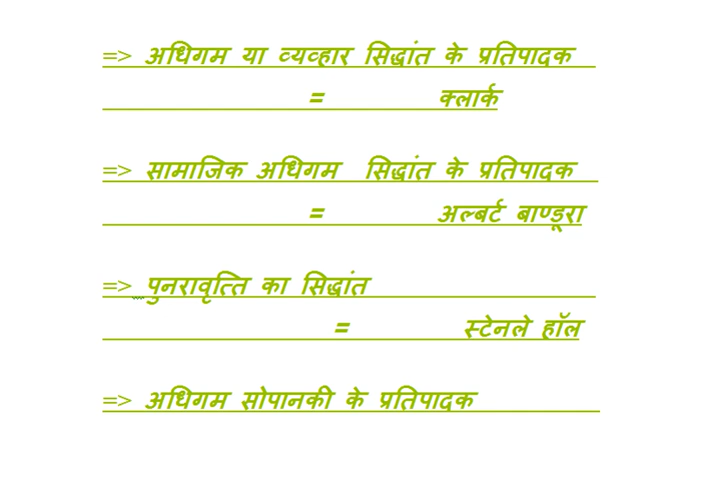 => अधिगम या व्यव्हार सिद्धांत के प्रतिपादक
= क्लार्क
=> सामाजिक अधिगम सिद्धांत के प्रतिपादक
= अल्बर्ट बाण्डूरा
=> पुनरावृत्ति का सिद्धांत
= स्टेनले हॉल
=> अधिगम सोपानकी के प्रतिपादक